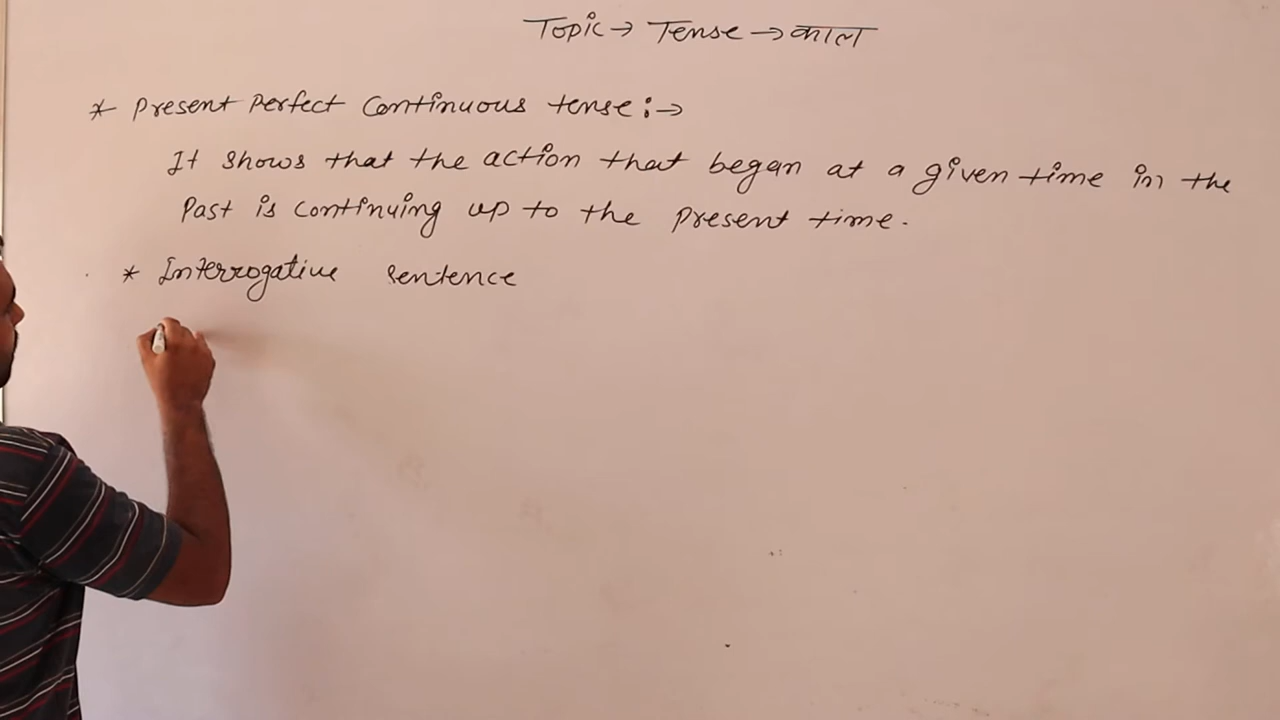 Topic → Tense → काल
* Present Perfect Continuous tense :→
It shows that the action that began at a given time in the
Past is continuing up to the present time.
* Interrogative sentence